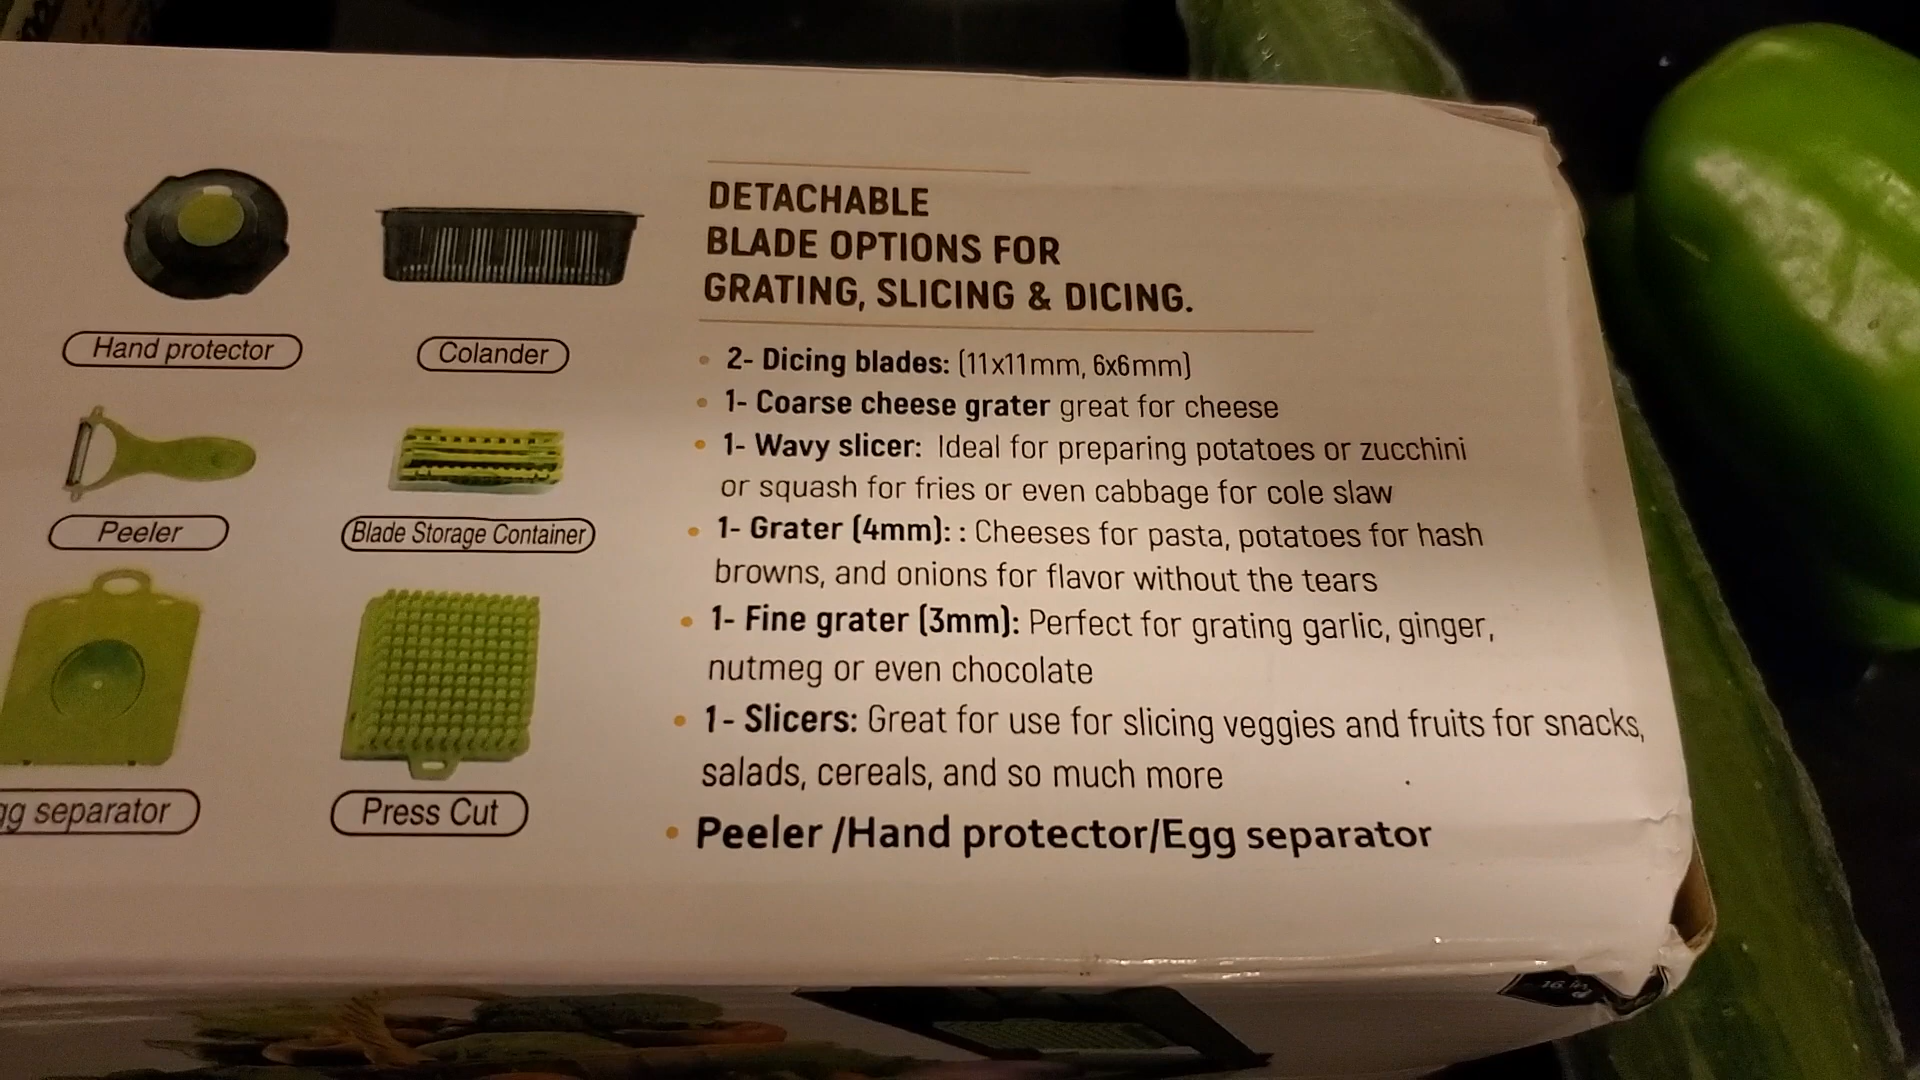 DETACHABLE
BLADE OPTIONS FOR
GRATING, SLICING & DICING.
Hand protector
Colander
• 2- Dicing blades: (11x11mm, 6x6mm)
• 1- Coarse cheese grater great for cheese
• 1- Wavy slicer: Ideal for preparing potatoes or zucchini
or squash for fries or even cabbage for cole slaw
Peeler
Blade Storage Container
• 1- Grater (4mm): : Cheeses for pasta, potatoes for hash
browns, and onions for flavor without the tears
• 1- Fine grater (3mm): Perfect for grating garlic, ginger,
nutmeg or even chocolate
• 1- Slicers: Great for use for slicing veggies and fruits for snacks,
salads, cereals, and so much more
separator
Press Cut
• Peeler /Hand protector/Egg separator